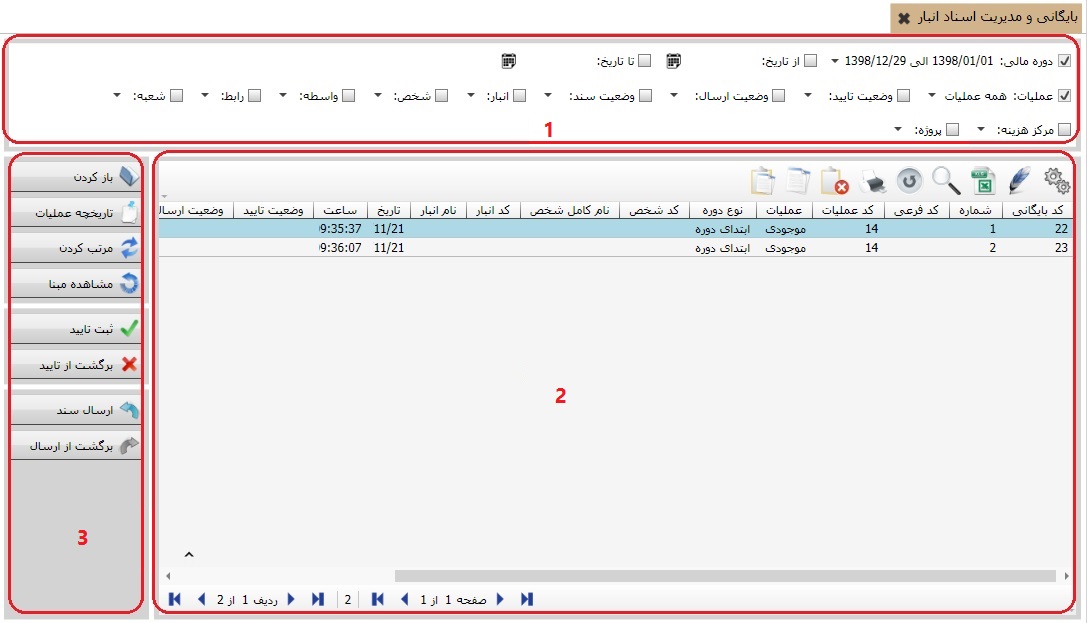 بایگانی و مدیریت اسناد انبار
دوره مالی: 1398/01/01 الی 1398/12/29 از تاریخ: تا تاریخ:
عملیات: همه عملیات وضعیت تایید: وضعیت ارسال: وضعیت سند: انبار: شخص: واسطه: رابط: شعبه:
مرکز هزینه: پروژه:
1
کد بایگانی شماره کد فرعی کد عملیات عملیات نوع دوره کد شخص نام کامل شخص کد انبار نام انبار تاریخ ساعت وضعیت تایید وضعیت ارسال
22 1 14 موجودی ابتدای دوره 11/21 9:35:37
23 2 14 موجودی ابتدای دوره 11/21 9:36:07
2
صفحه 1 از 1 2 ردیف 1 از 2
باز کردن
تاریخچه عملیات
مرتب کردن
مشاهده مبنا
ثبت تایید
برگشت از تایید
ارسال سند
برگشت از ارسال
3